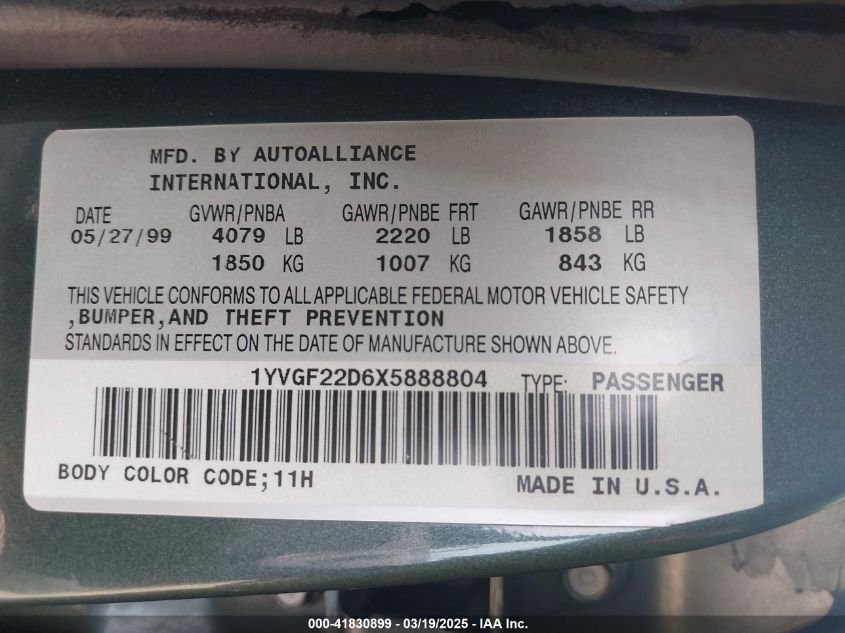 MFD. BY AUTOALLIANCE
INTERNATIONAL, INC.
DATE GVWR/PNBA GAWR/PNBE FRT GAWR/PNBE RR
05/27/99 4079 LB 2220 LB 1858 LB
1850 KG 1007 KG 843 KG
THIS VEHICLE CONFORMS TO ALL APPLICABLE FEDERAL MOTOR VEHICLE SAFETY
,BUMPER,AND THEFT PREVENTION
STANDARDS IN EFFECT ON THE DATE OF MANUFACTURE SHOWN ABOVE.
1YVGF22D6X5888804 TYPE: PASSENGER
BODY COLOR CODE;11H MADE IN U.S.A.
000-41830899 - 03/19/2025 - IAA Inc.